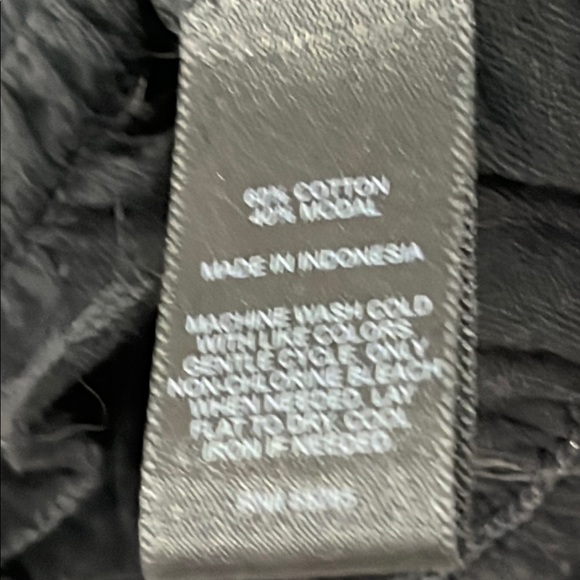 60% COTTON
40% MODAL
MADE IN INDONESIA
MACHINE WASH COLD
WITH LIKE COLORS,
GENTLE CYCLE. ONLY
NON-CHLORINE BLEACH
WHEN NEEDED. LAY
FLAT TO DRY. COOL
IRON IF NEEDED.